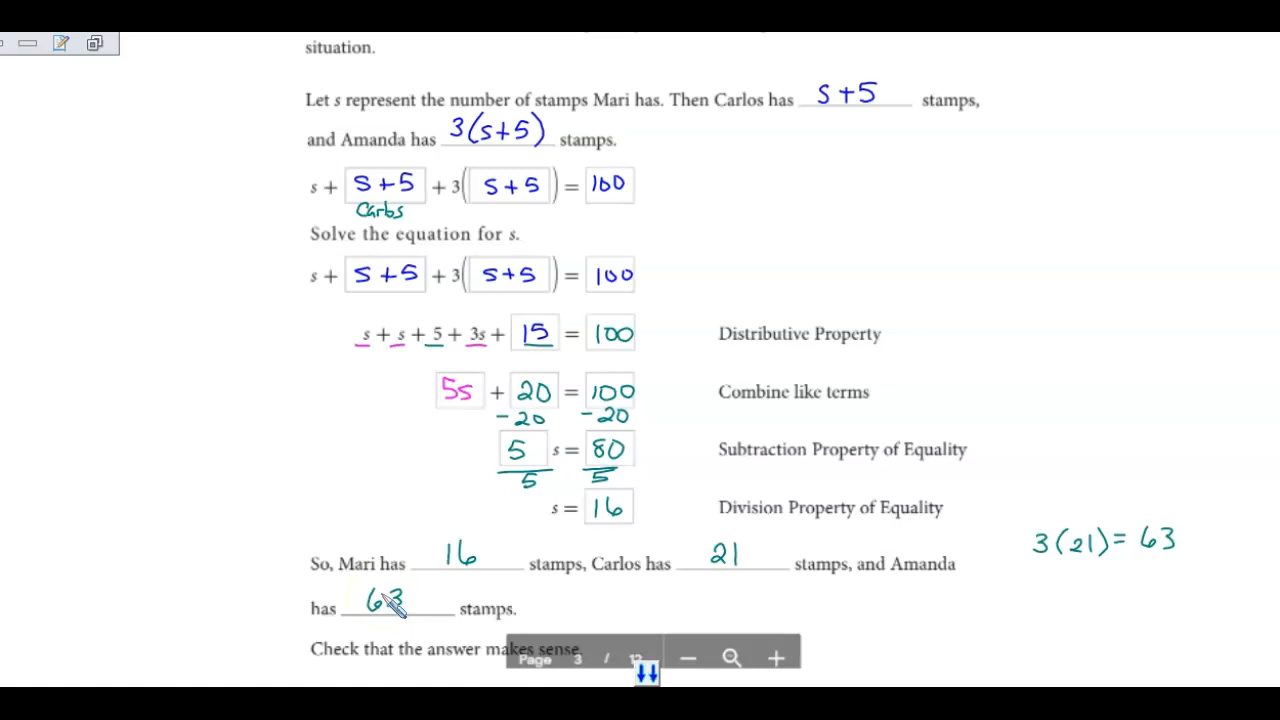 situation.
Let s represent the number of stamps Mari has. Then Carlos has s+5 stamps,
and Amanda has 3(s+5) stamps.
s + s+5 + 3( s+5 ) = 100
Carlos
Solve the equation for s.
s + s+5 + 3( s+5 ) = 100
s + s + 5 + 3s + 15 = 100 Distributive Property
5s + 20 = 100 Combine like terms
-20 -20
5 s = 80 Subtraction Property of Equality
5 5
s = 16 Division Property of Equality
3(21) = 63
So, Mari has 16 stamps, Carlos has 21 stamps, and Amanda
has 63 stamps.
Check that the answer makes sense.
Page 3 / 12